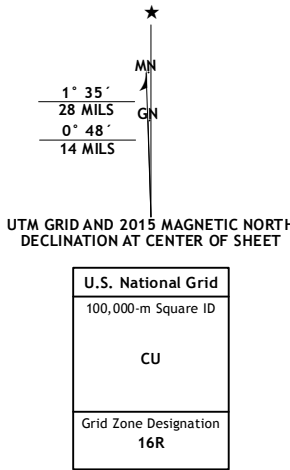 ★
MN
1° 35´
28 MILS
GN
0° 48´
14 MILS
UTM GRID AND 2015 MAGNETIC NORTH
DECLINATION AT CENTER OF SHEET
U.S. National Grid
100,000-m Square ID
CU
Grid Zone Designation
16R